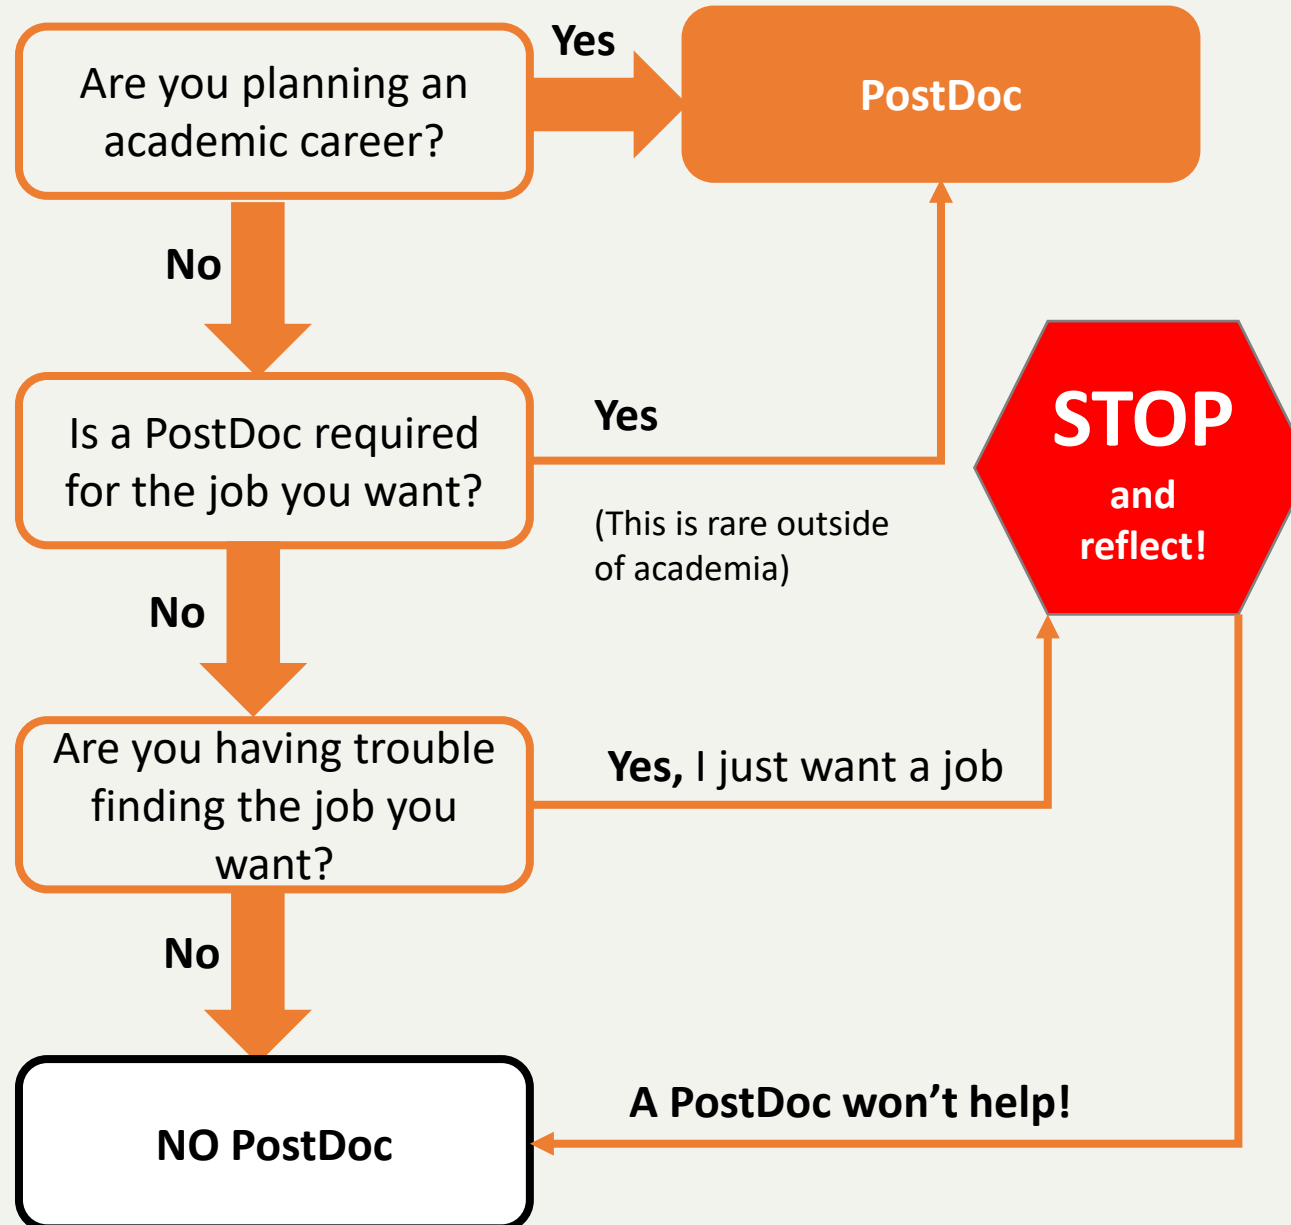 Are you planning an
academic career?
Yes
PostDoc
No
Is a PostDoc required
for the job you want?
Yes
(This is rare outside
of academia)
STOP
and
reflect!
No
Are you having trouble
finding the job you
want?
Yes, I just want a job
No
NO PostDoc
A PostDoc won’t help!